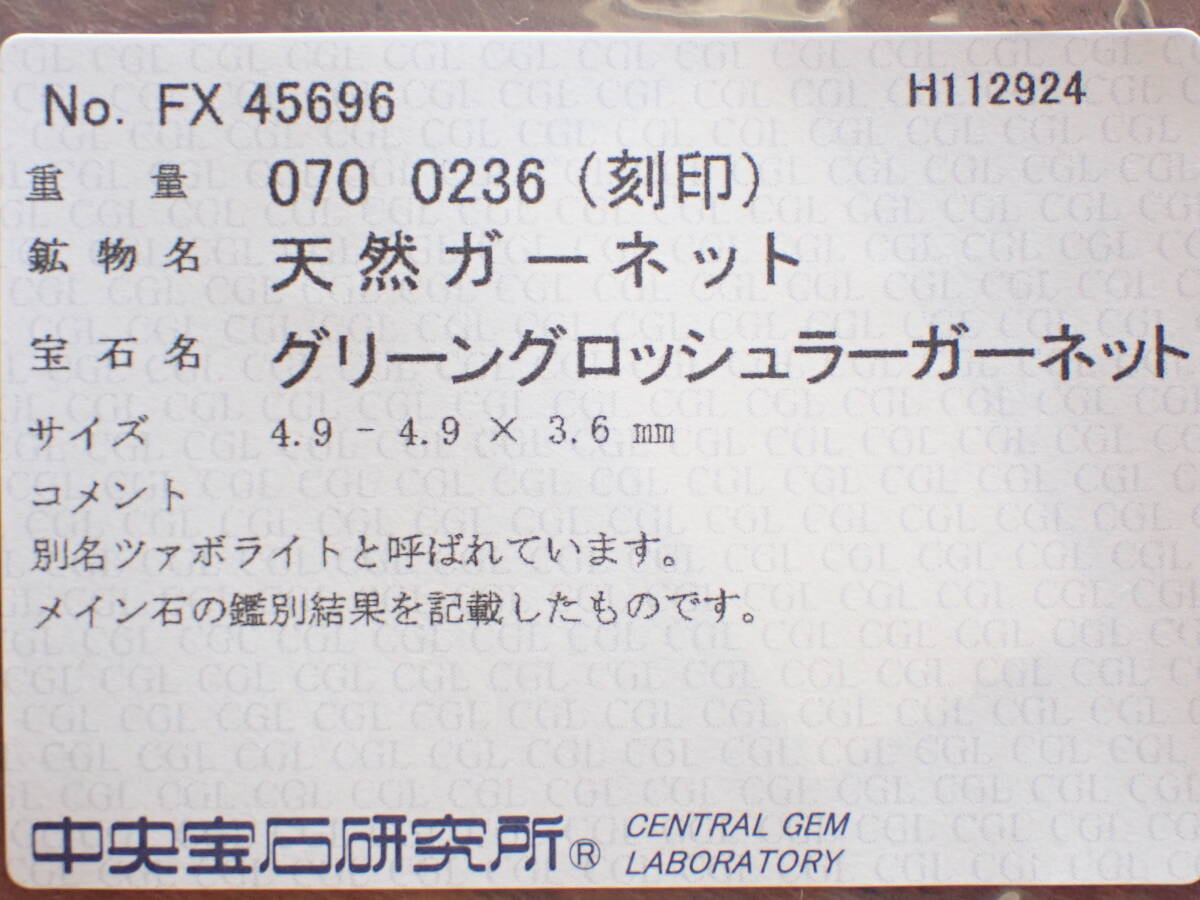 No. FX 45696 H112924
重量 070 0236 (刻印)
鉱物名 天然ガーネット
宝石名 グリーングロッシュラーガーネット
サイズ 4.9 - 4.9 × 3.6 mm
コメント
別名ツァボライトと呼ばれています。
メイン石の鑑別結果を記載したものです。
中央宝石研究所® CENTRAL GEM
LABORATORY